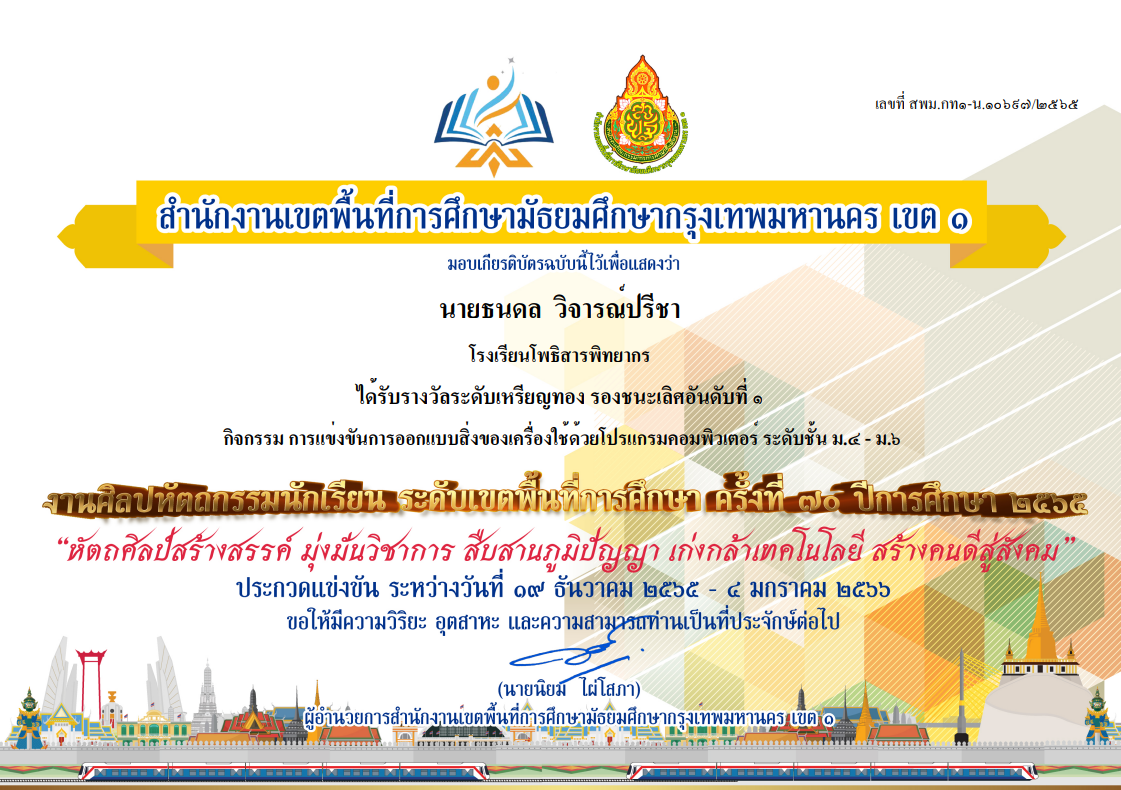 เลขที่ สพม.กท๑-น.๑๐๖๙๗/๒๕๖๕
สำนักงานเขตพื้นที่การศึกษามัธยมศึกษากรุงเทพมหานคร เขต ๑
มอบเกียรติบัตรฉบับนี้ไว้เพื่อแสดงว่า
นายธนดล วิจารณ์ปรีชา
โรงเรียนโพธิสารพิทยากร
ได้รับรางวัลระดับเหรียญทอง รองชนะเลิศอันดับที่ ๑
กิจกรรม การแข่งขันการออกแบบสิ่งของเครื่องใช้ด้วยโปรแกรมคอมพิวเตอร์ ระดับชั้น ม.๔ - ม.๖
งานศิลปหัตถกรรมนักเรียน ระดับเขตพื้นที่การศึกษา ครั้งที่ ๗๐ ปีการศึกษา ๒๕๖๕
“หัตถศิลป์สร้างสรรค์ มุ่งมั่นวิชาการ สืบสานภูมิปัญญา เก่งกล้าเทคโนโลยี สร้างคนดีสู่สังคม”
ประกวดแข่งขัน ระหว่างวันที่ ๑๙ ธันวาคม ๒๕๖๕ - ๔ มกราคม ๒๕๖๖
ขอให้มีความวิริยะ อุตสาหะ และความสามารถท่านเป็นที่ประจักษ์ต่อไป
(นายนิยม ไผ่โสภา)
ผู้อำนวยการสำนักงานเขตพื้นที่การศึกษามัธยมศึกษากรุงเทพมหานคร เขต ๑